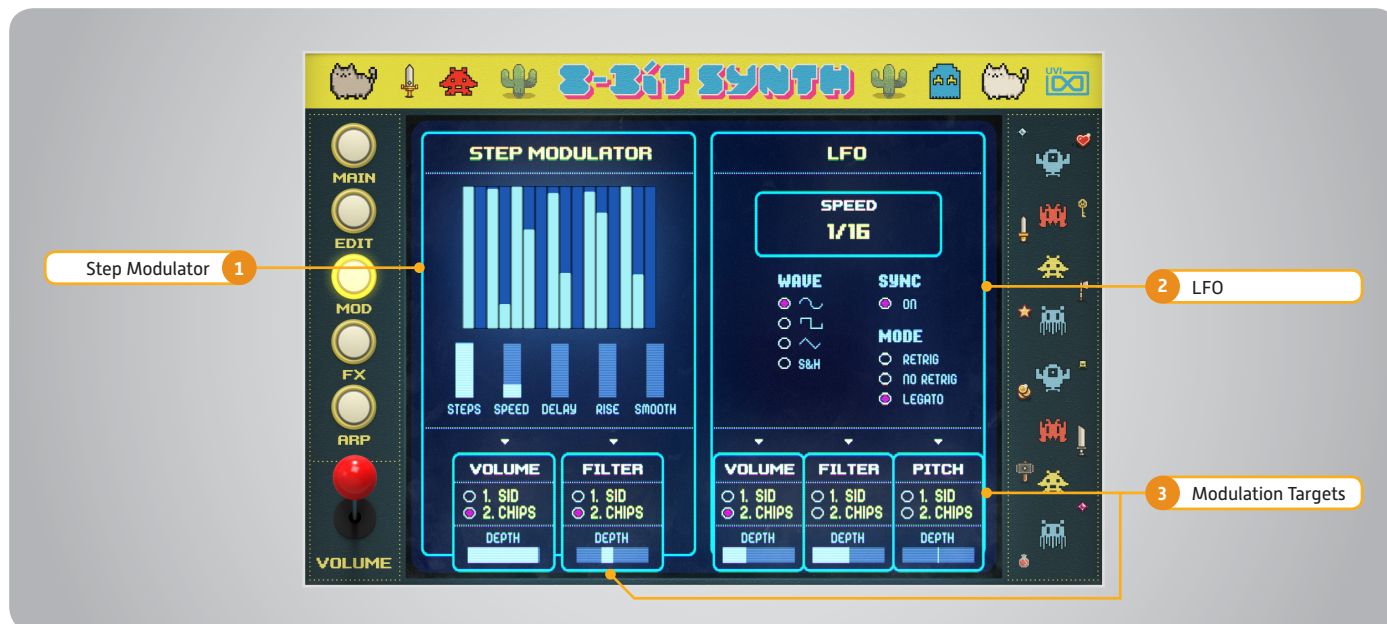 8-Bit SYNTH
UVI
MAIN
EDIT
MOD
FX
ARP
VOLUME
Step Modulator 1
STEP MODULATOR
STEPS SPEED DELAY RISE SMOOTH
VOLUME
1. SID
2. CHIPS
DEPTH
FILTER
1. SID
2. CHIPS
DEPTH
LFO
SPEED
1/16
WAVE
S&H
SYNC
ON
MODE
RETRIG
NO RETRIG
LEGATO
VOLUME
1. SID
2. CHIPS
DEPTH
FILTER
1. SID
2. CHIPS
DEPTH
PITCH
1. SID
2. CHIPS
DEPTH
2 LFO
3 Modulation Targets